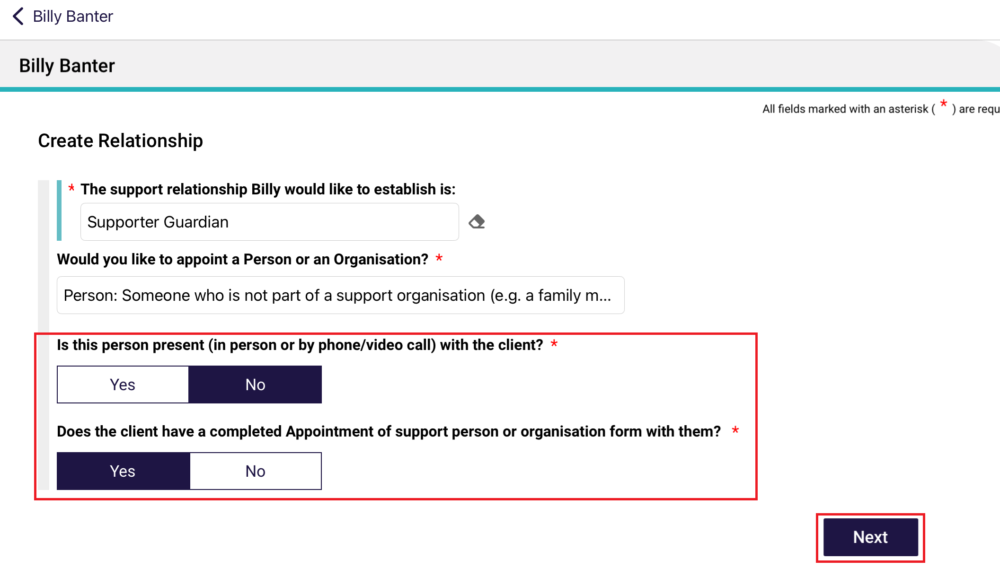 Billy Banter
Billy Banter
All fields marked with an asterisk ( * ) are requ
Create Relationship
* The support relationship Billy would like to establish is:
Supporter Guardian
Would you like to appoint a Person or an Organisation? *
Person: Someone who is not part of a support organisation (e.g. a family m...
Is this person present (in person or by phone/video call) with the client? *
Yes No
Does the client have a completed Appointment of support person or organisation form with them? *
Yes No
Next